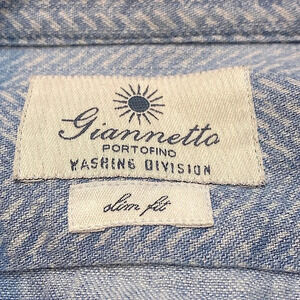 Giannetto
PORTOFINO
WASHING DIVISION
slim fit